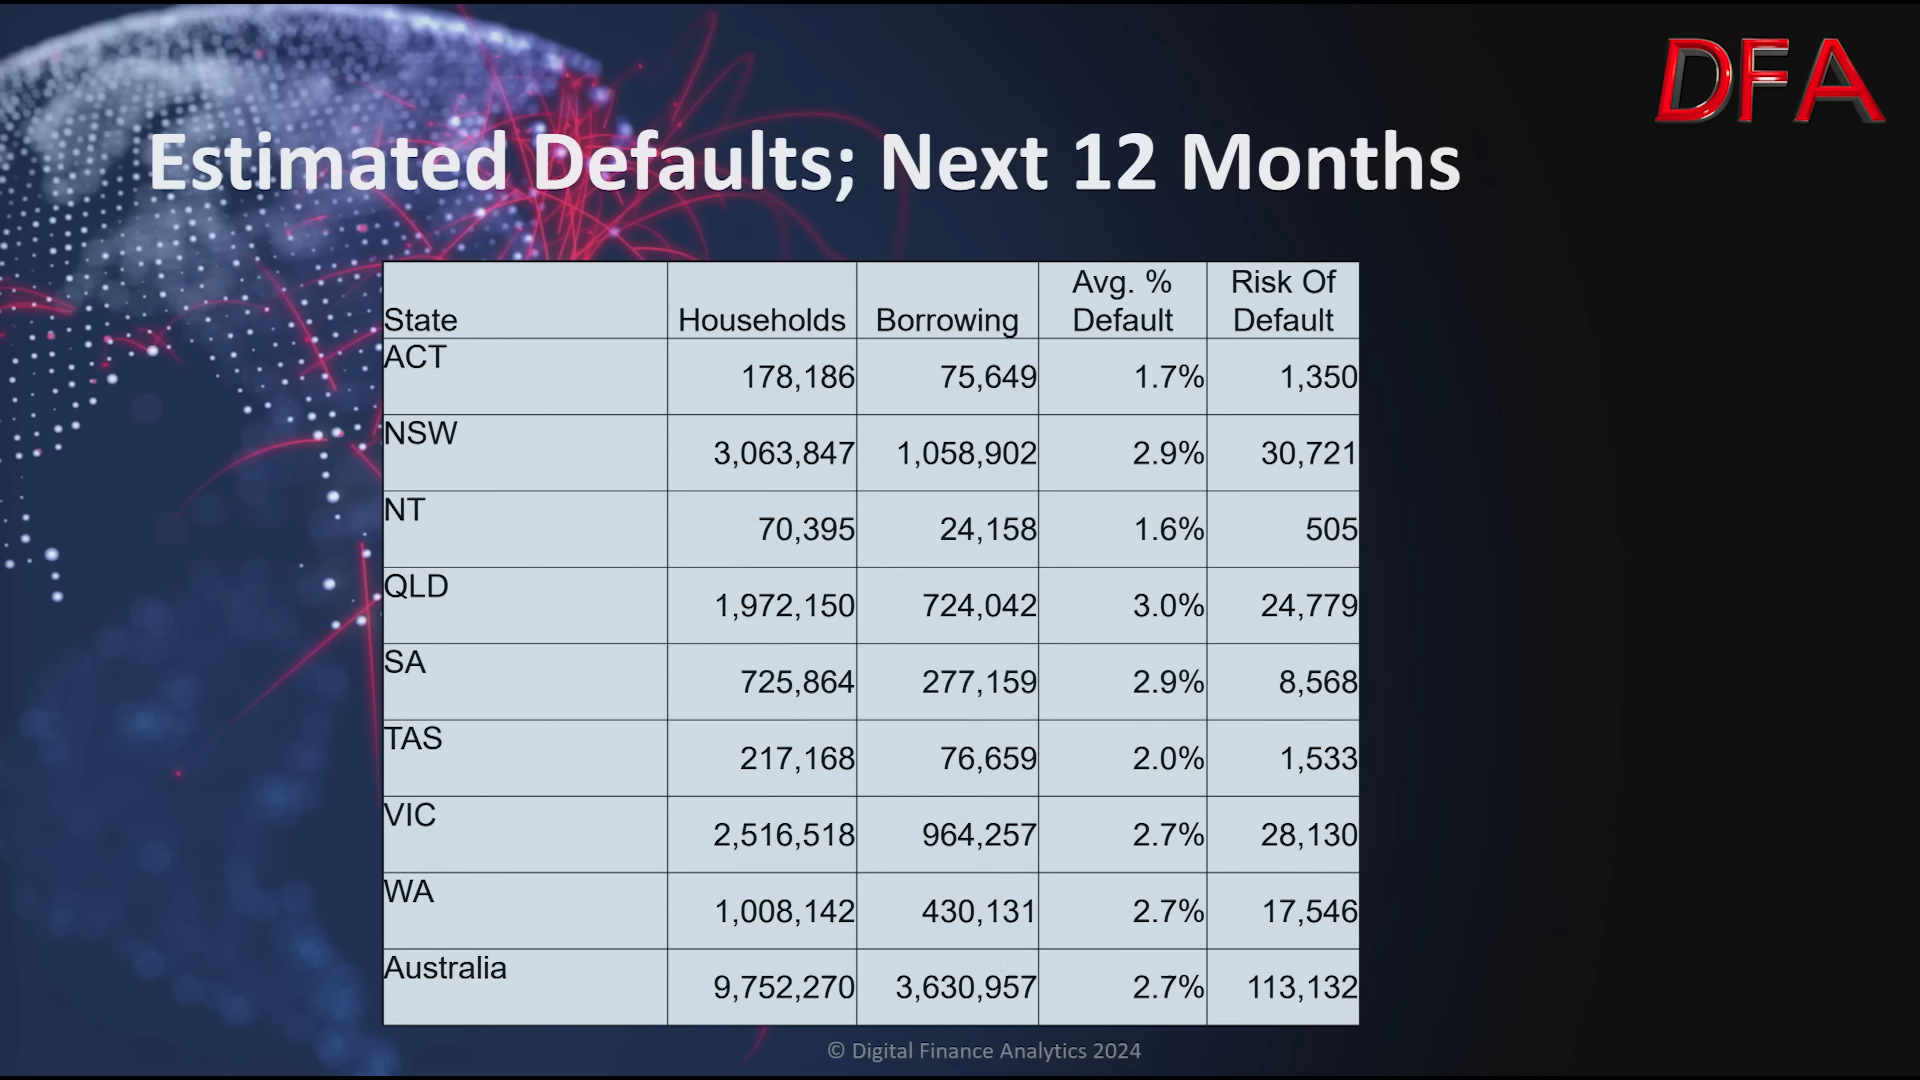 DFA
Estimated Defaults; Next 12 Months
State Households Borrowing Avg. % Default Risk Of Default
ACT 178,186 75,649 1.7% 1,350
NSW 3,063,847 1,058,902 2.9% 30,721
NT 70,395 24,158 1.6% 505
QLD 1,972,150 724,042 3.0% 24,779
SA 725,864 277,159 2.9% 8,568
TAS 217,168 76,659 2.0% 1,533
VIC 2,516,518 964,257 2.7% 28,130
WA 1,008,142 430,131 2.7% 17,546
Australia 9,752,270 3,630,957 2.7% 113,132
© Digital Finance Analytics 2024